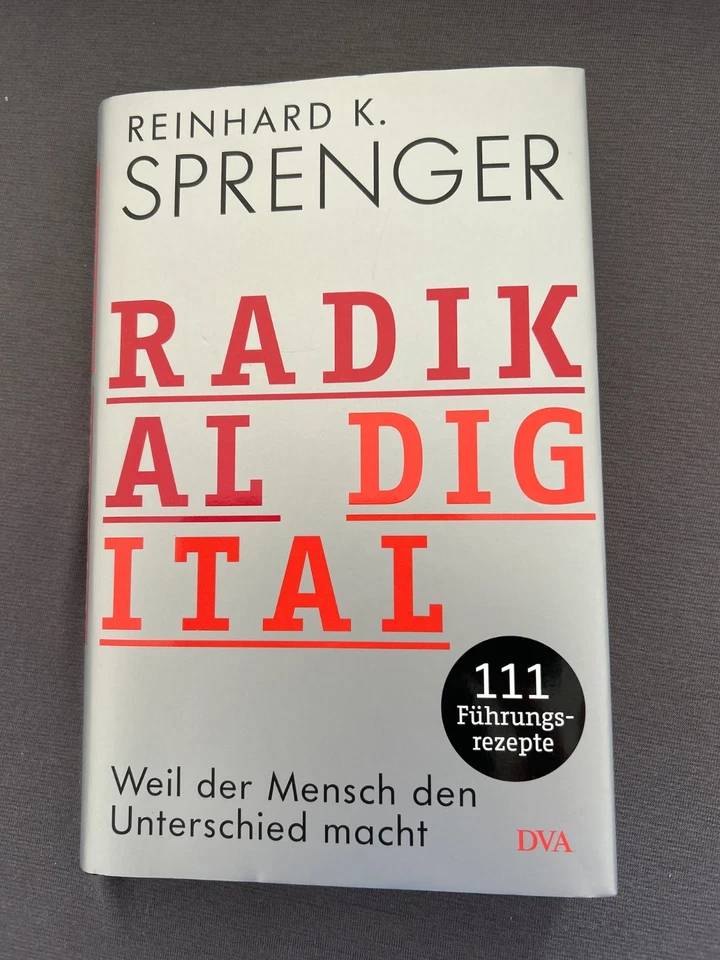 REINHARD K.
SPRENGER
RADIK
AL DIG
ITAL
111
Führungs-
rezepte
Weil der Mensch den
Unterschied macht
DVA